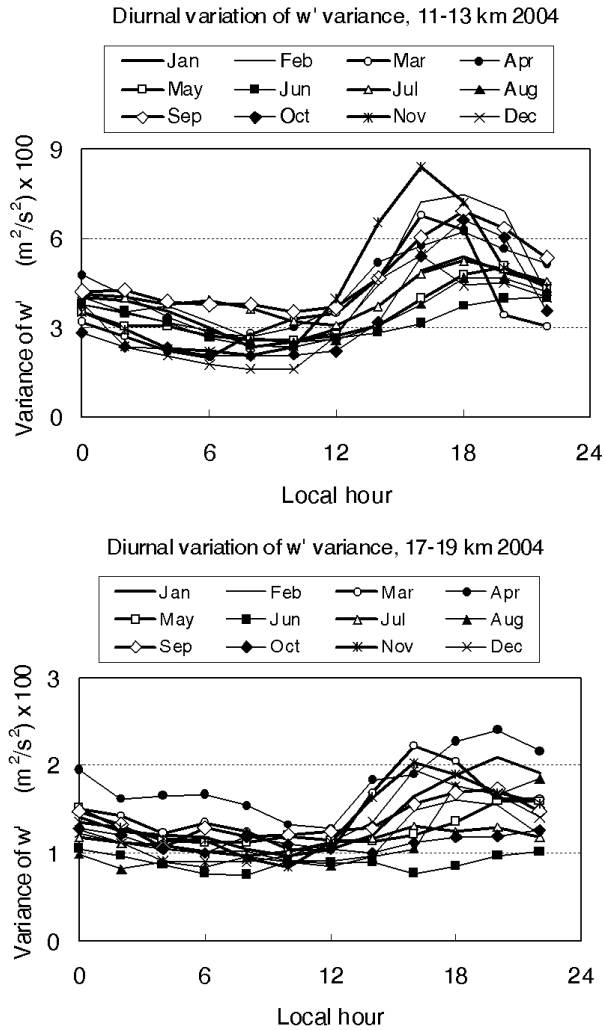 Diurnal variation of w' variance, 11-13 km 2004
Jan Feb Mar Apr
May Jun Jul Aug
Sep Oct Nov Dec
Variance of w' (m²/s²) x 100
9
6
3
0
0 6 12 18 24
Local hour
Diurnal variation of w' variance, 17-19 km 2004
Jan Feb Mar Apr
May Jun Jul Aug
Sep Oct Nov Dec
Variance of w' (m²/s²) x100
3
2
1
0
0 6 12 18 24
Local hour